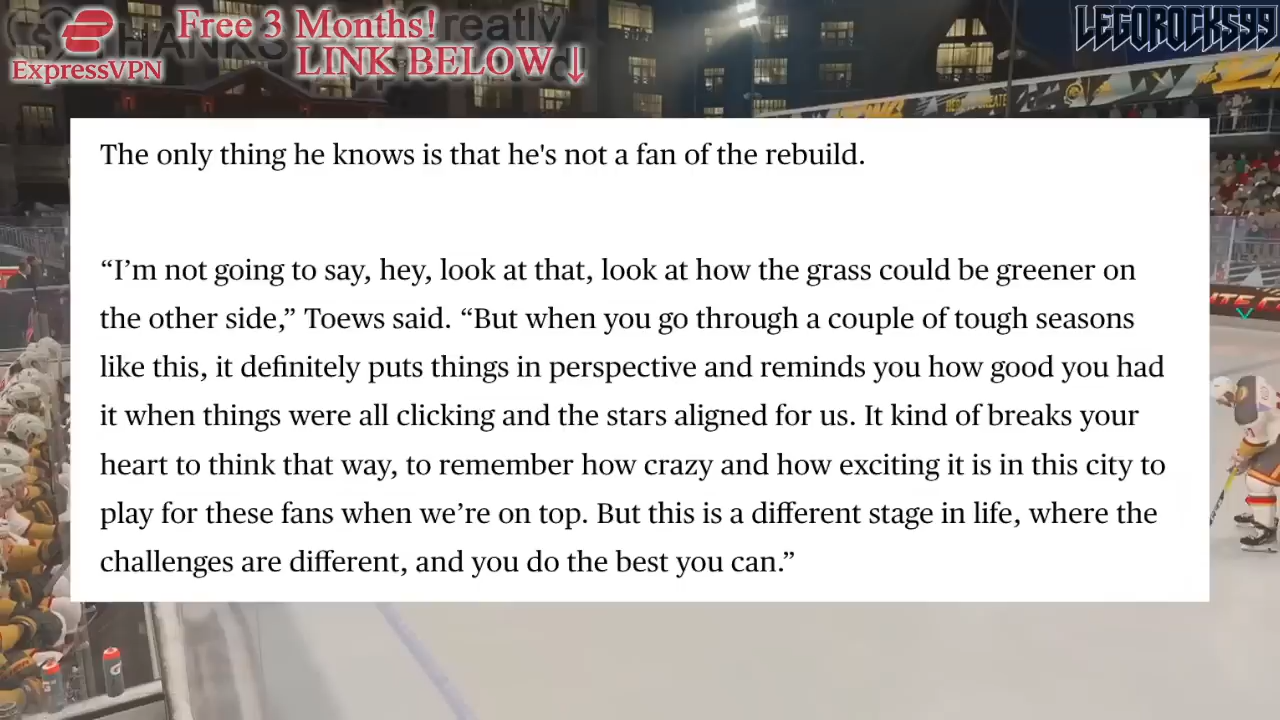 Free 3 Months!
LINK BELOW↓
ExpressVPN
THANKS
LEGOROCKS99
The only thing he knows is that he's not a fan of the rebuild.
“I’m not going to say, hey, look at that, look at how the grass could be greener on
the other side,” Toews said. “But when you go through a couple of tough seasons
like this, it definitely puts things in perspective and reminds you how good you had
it when things were all clicking and the stars aligned for us. It kind of breaks your
heart to think that way, to remember how crazy and how exciting it is in this city to
play for these fans when we’re on top. But this is a different stage in life, where the
challenges are different, and you do the best you can.”